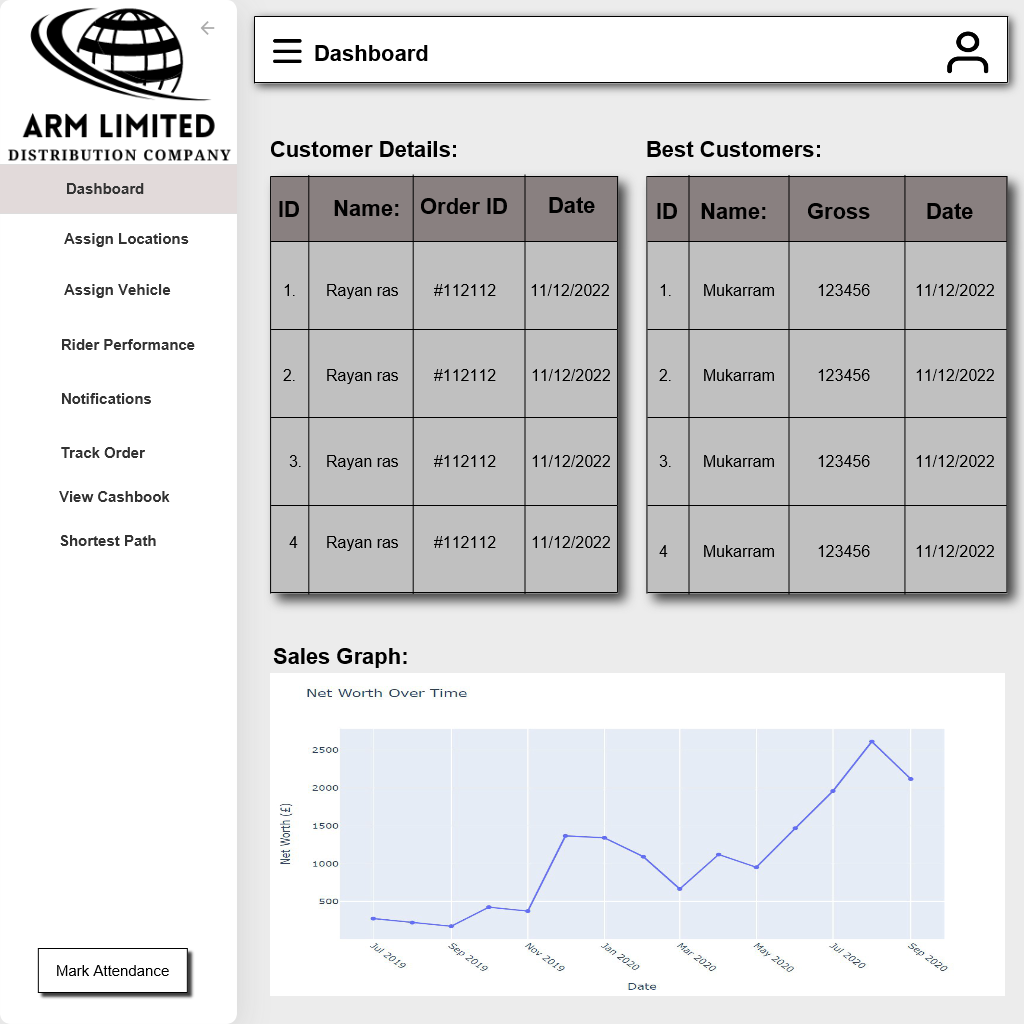 ARM LIMITED
DISTRIBUTION COMPANY
Dashboard
Assign Locations
Assign Vehicle
Rider Performance
Notifications
Track Order
View Cashbook
Shortest Path
Mark Attendance
Dashboard
Customer Details:
ID Name: Order ID Date
1. Rayan ras #112112 11/12/2022
2. Rayan ras #112112 11/12/2022
3. Rayan ras #112112 11/12/2022
4 Rayan ras #112112 11/12/2022
Best Customers:
ID Name: Gross Date
1. Mukarram 123456 11/12/2022
2. Mukarram 123456 11/12/2022
3. Mukarram 123456 11/12/2022
4 Mukarram 123456 11/12/2022
Sales Graph:
Net Worth Over Time
Net Worth (£)
2500
2000
1500
1000
500
Jul 2019 Sep 2019 Nov 2019 Jan 2020 Mar 2020 May 2020 Jul 2020 Sep 2020
Date